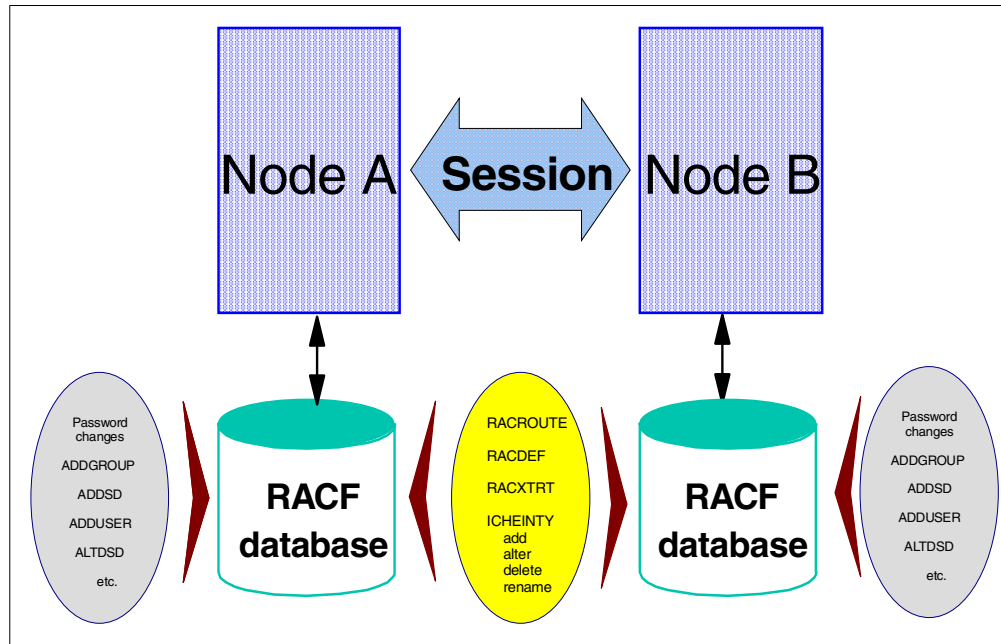 Node A
Session
Node B
Password
changes
ADDGROUP
ADDSD
ADDUSER
ALTDSD
etc.
RACF
database
RACROUTE
RACDEF
RACXTRT
ICHEINTY
add
alter
delete
rename
RACF
database
Password
changes
ADDGROUP
ADDSD
ADDUSER
ALTDSD
etc.